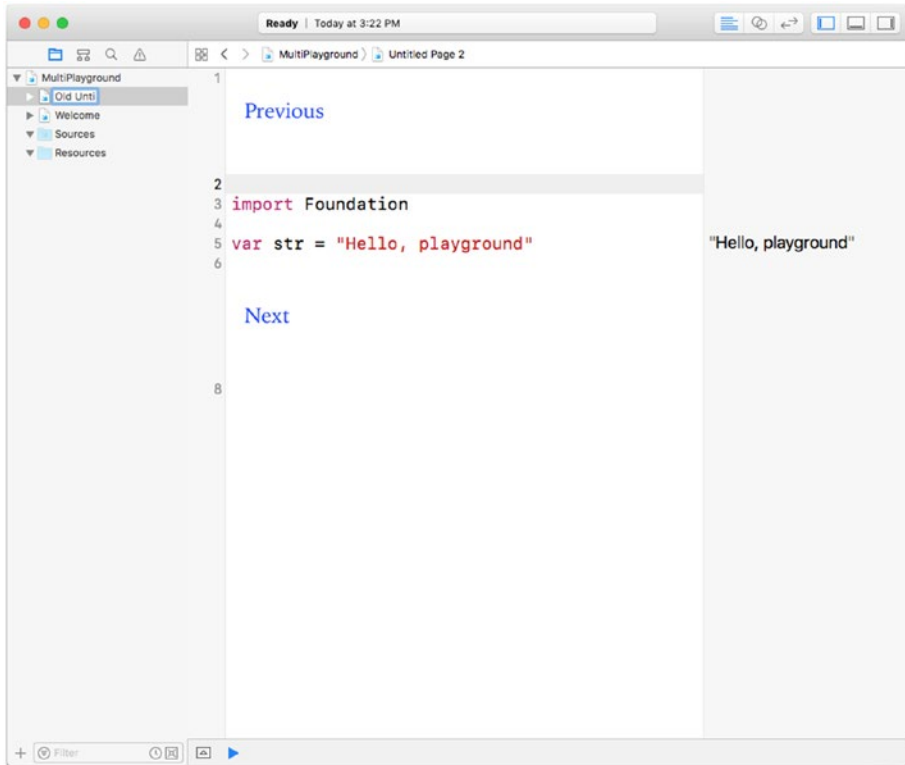 Ready | Today at 3:22 PM
MultiPlayground 〉 Untitled Page 2
MultiPlayground
Old Unti
Welcome
Sources
Resources
1
Previous
2
3 import Foundation
4
5 var str = "Hello, playground"
"Hello, playground"
6
Next
8
Filter